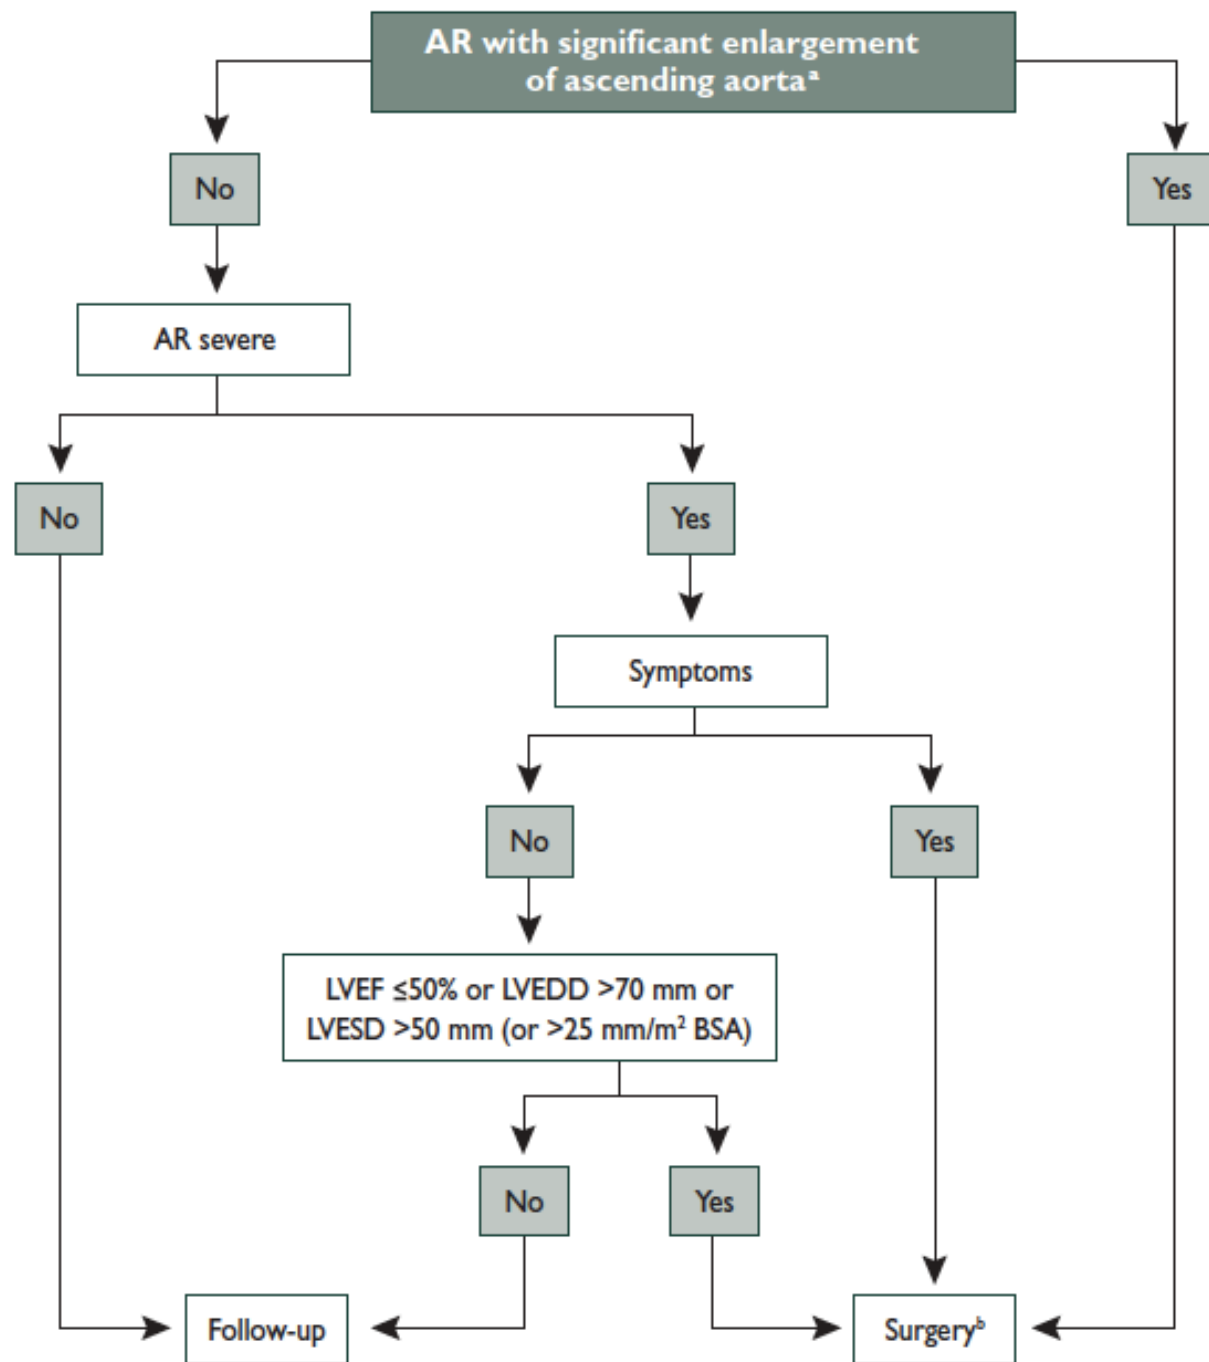 AR with significant enlargement
of ascending aortaᵃ
No
Yes
AR severe
No
Yes
Symptoms
No
Yes
LVEF ≤50% or LVEDD >70 mm or
LVESD >50 mm (or >25 mm/m² BSA)
No
Yes
Follow-up
Surgeryᵇ